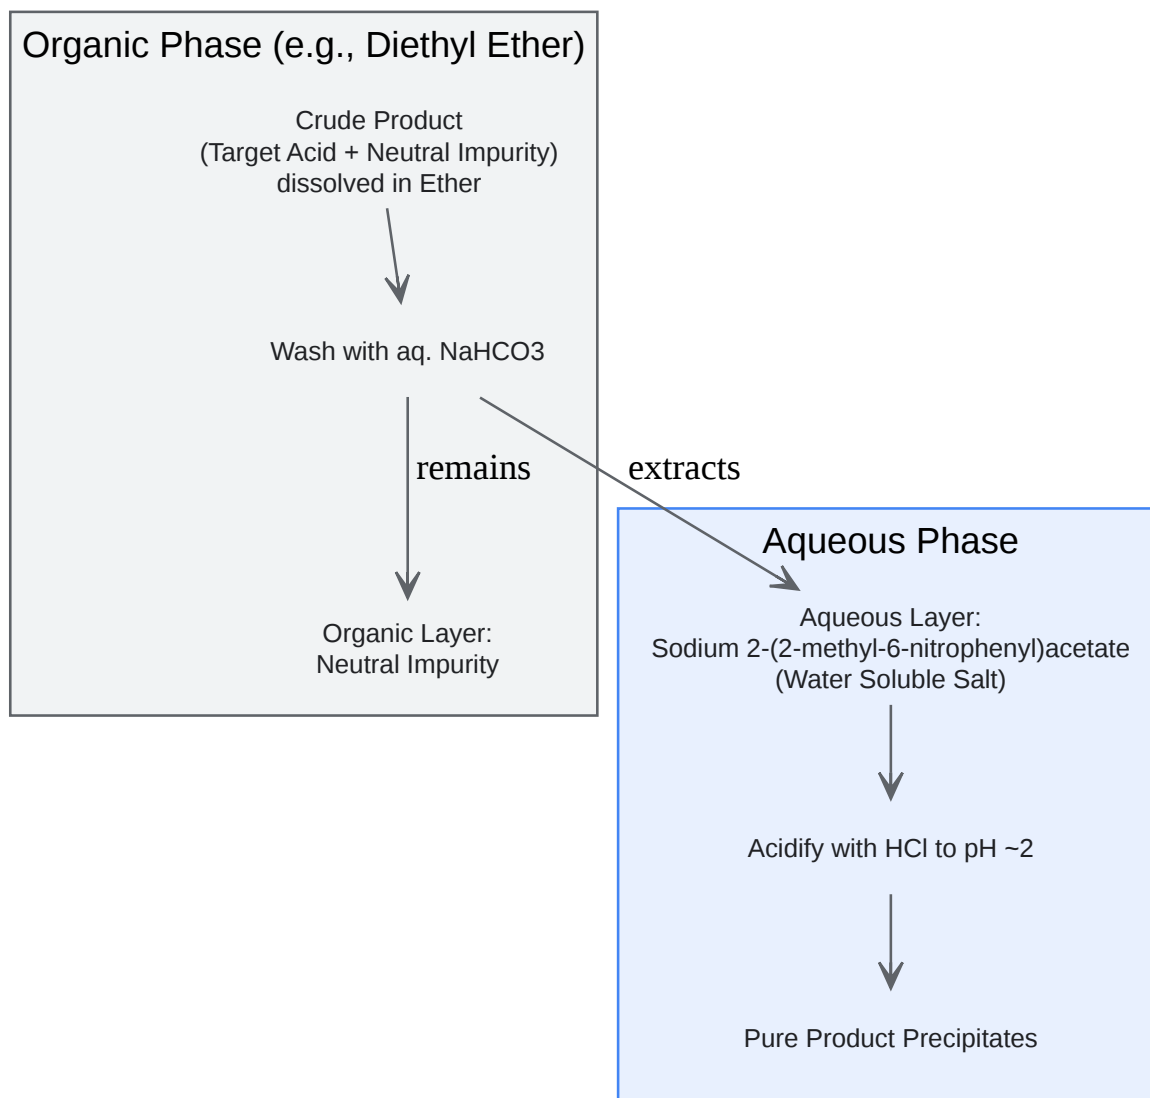 Organic Phase (e.g., Diethyl Ether)
Crude Product
(Target Acid + Neutral Impurity)
dissolved in Ether
Wash with aq. NaHCO3
remains
extracts
Organic Layer:
Neutral Impurity
Aqueous Phase
Aqueous Layer:
Sodium 2-(2-methyl-6-nitrophenyl)acetate
(Water Soluble Salt)
Acidify with HCl to pH ~2
Pure Product Precipitates